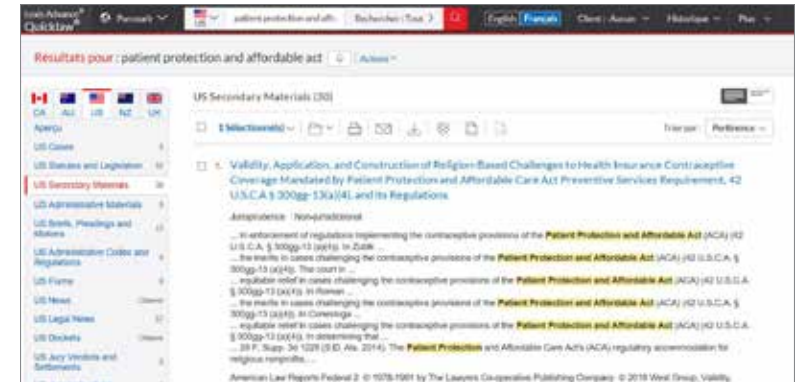 Lexis Advance®
Quicklaw®
Parcourir
US
patient protection and affo
Rechercher : Tout
English Français
Client : Aucun
Historique
Plus
Résultats pour : patient protection and affordable act
Actions
CA AU US NZ UK
Aperçu
US Cases
US Statutes and Legislation
US Secondary Materials
US Administrative Materials
US Briefs, Pleadings and
Motions
US Administrative Codes and
Regulations
US Forms
US News
US Legal News
US Dockets
US Jury Verdicts and
Settlements
US Secondary Materials (30)
Trier par : Pertinence
1. Validity, Application, and Construction of Religion-Based Challenges to Health Insurance Contraceptive
Coverage Mandated by Patient Protection and Affordable Care Act Preventive Services Requirement, 42
U.S.C.A. § 300gg-13(a)(4), and its Regulations
Jurisprudence Non-jurisdictional
... in enforcement of regulations implementing the contraceptive provisions of the Patient Protection and Affordable Act (ACA) (42
U.S.C.A. § 300gg-13 (a)(4)). In Zubik ...
... the merits in cases challenging the contraceptive provisions of the Patient Protection and Affordable Act (ACA) (42 U.S.C.A. §
300gg-13 (a)(4)). The court in ...
... equitable relief in cases challenging the contraceptive provisions of the Patient Protection and Affordable Act (ACA) (42 U.S.C.A.
§ 300gg-13 (a)(4)). In Roman ...
... the merits in cases challenging the contraceptive provisions of the Patient Protection and Affordable Act (ACA) (42 U.S.C.A. §
300gg-13 (a)(4)). In Conestoga ...
... equitable relief in cases challenging the contraceptive provisions of the Patient Protection and Affordable Act (ACA) (42 U.S.C.A.
§ 300gg-13 (a)(4)). In determining that ...
... 29 F. Supp. 3d 1229 (S.D. Ala. 2014). The Patient Protection and Affordable Care Act's (ACA) regulatory accommodation for
religious nonprofits ...
American Law Reports Federal 2 © 1978-1981 by The Lawyers Co-operative Publishing Company © 2018 West Group, Validity,